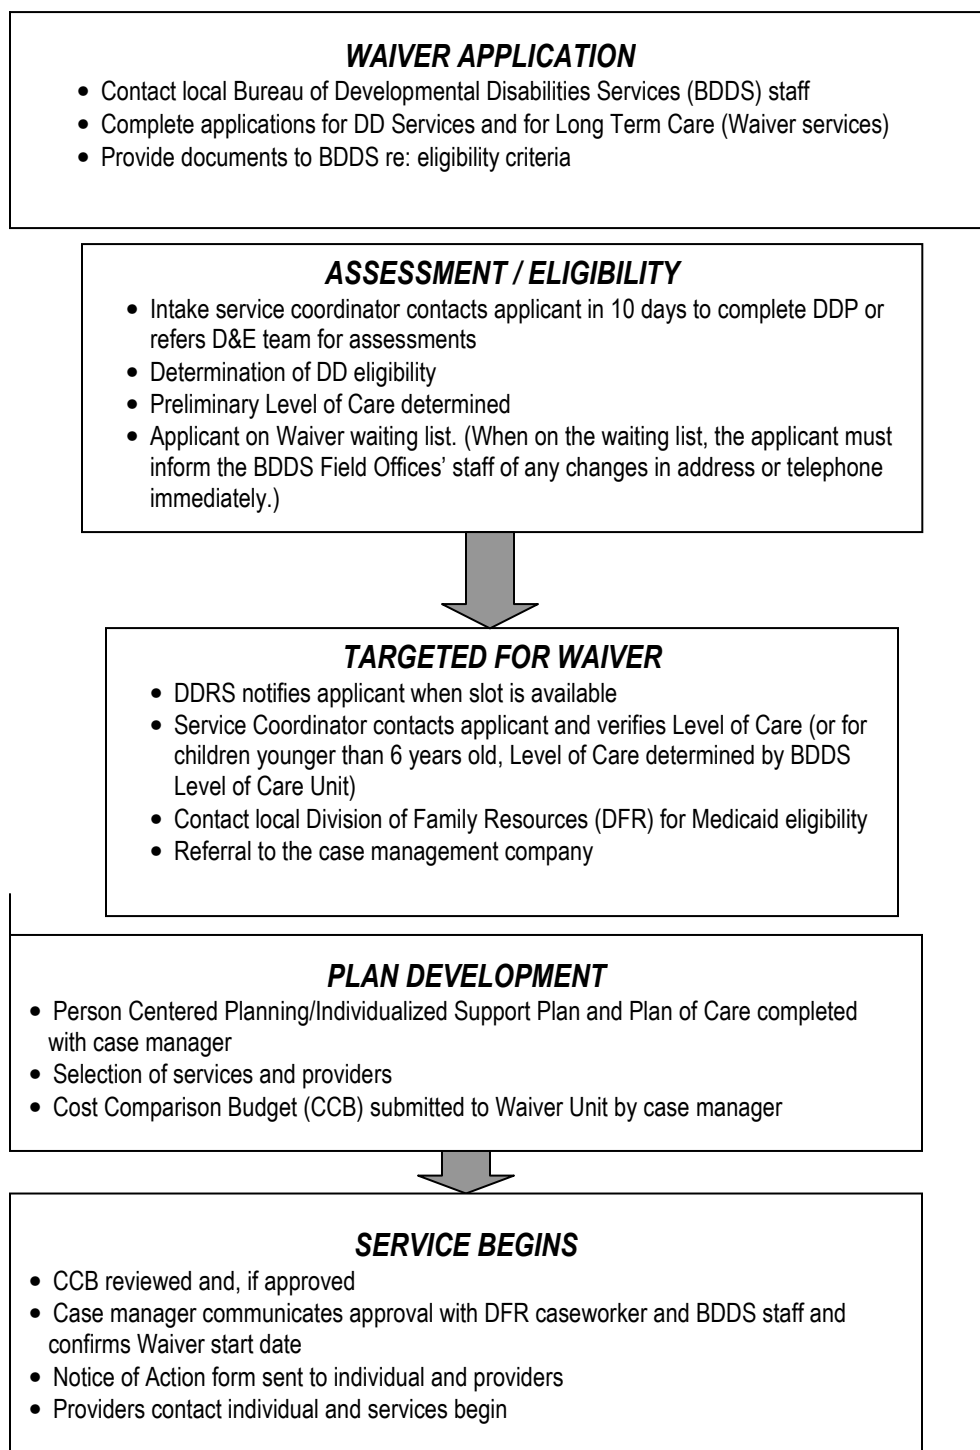 WAIVER APPLICATION
• Contact local Bureau of Developmental Disabilities Services (BDDS) staff
• Complete applications for DD Services and for Long Term Care (Waiver services)
• Provide documents to BDDS re: eligibility criteria
ASSESSMENT / ELIGIBILITY
• Intake service coordinator contacts applicant in 10 days to complete DDP or
refers D&E team for assessments
• Determination of DD eligibility
• Preliminary Level of Care determined
• Applicant on Waiver waiting list. (When on the waiting list, the applicant must
inform the BDDS Field Offices’ staff of any changes in address or telephone
immediately.)
TARGETED FOR WAIVER
• DDRS notifies applicant when slot is available
• Service Coordinator contacts applicant and verifies Level of Care (or for
children younger than 6 years old, Level of Care determined by BDDS
Level of Care Unit)
• Contact local Division of Family Resources (DFR) for Medicaid eligibility
• Referral to the case management company
PLAN DEVELOPMENT
• Person Centered Planning/Individualized Support Plan and Plan of Care completed
with case manager
• Selection of services and providers
• Cost Comparison Budget (CCB) submitted to Waiver Unit by case manager
SERVICE BEGINS
• CCB reviewed and, if approved
• Case manager communicates approval with DFR caseworker and BDDS staff and
confirms Waiver start date
• Notice of Action form sent to individual and providers
• Providers contact individual and services begin